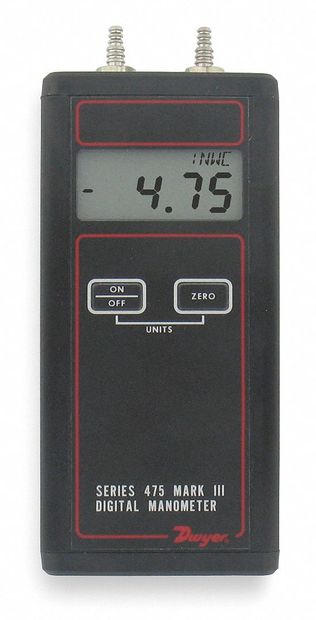 INWC
- 4.75
ON
OFF
ZERO
UNITS
SERIES 475 MARK III
DIGITAL MANOMETER
Dwyer.